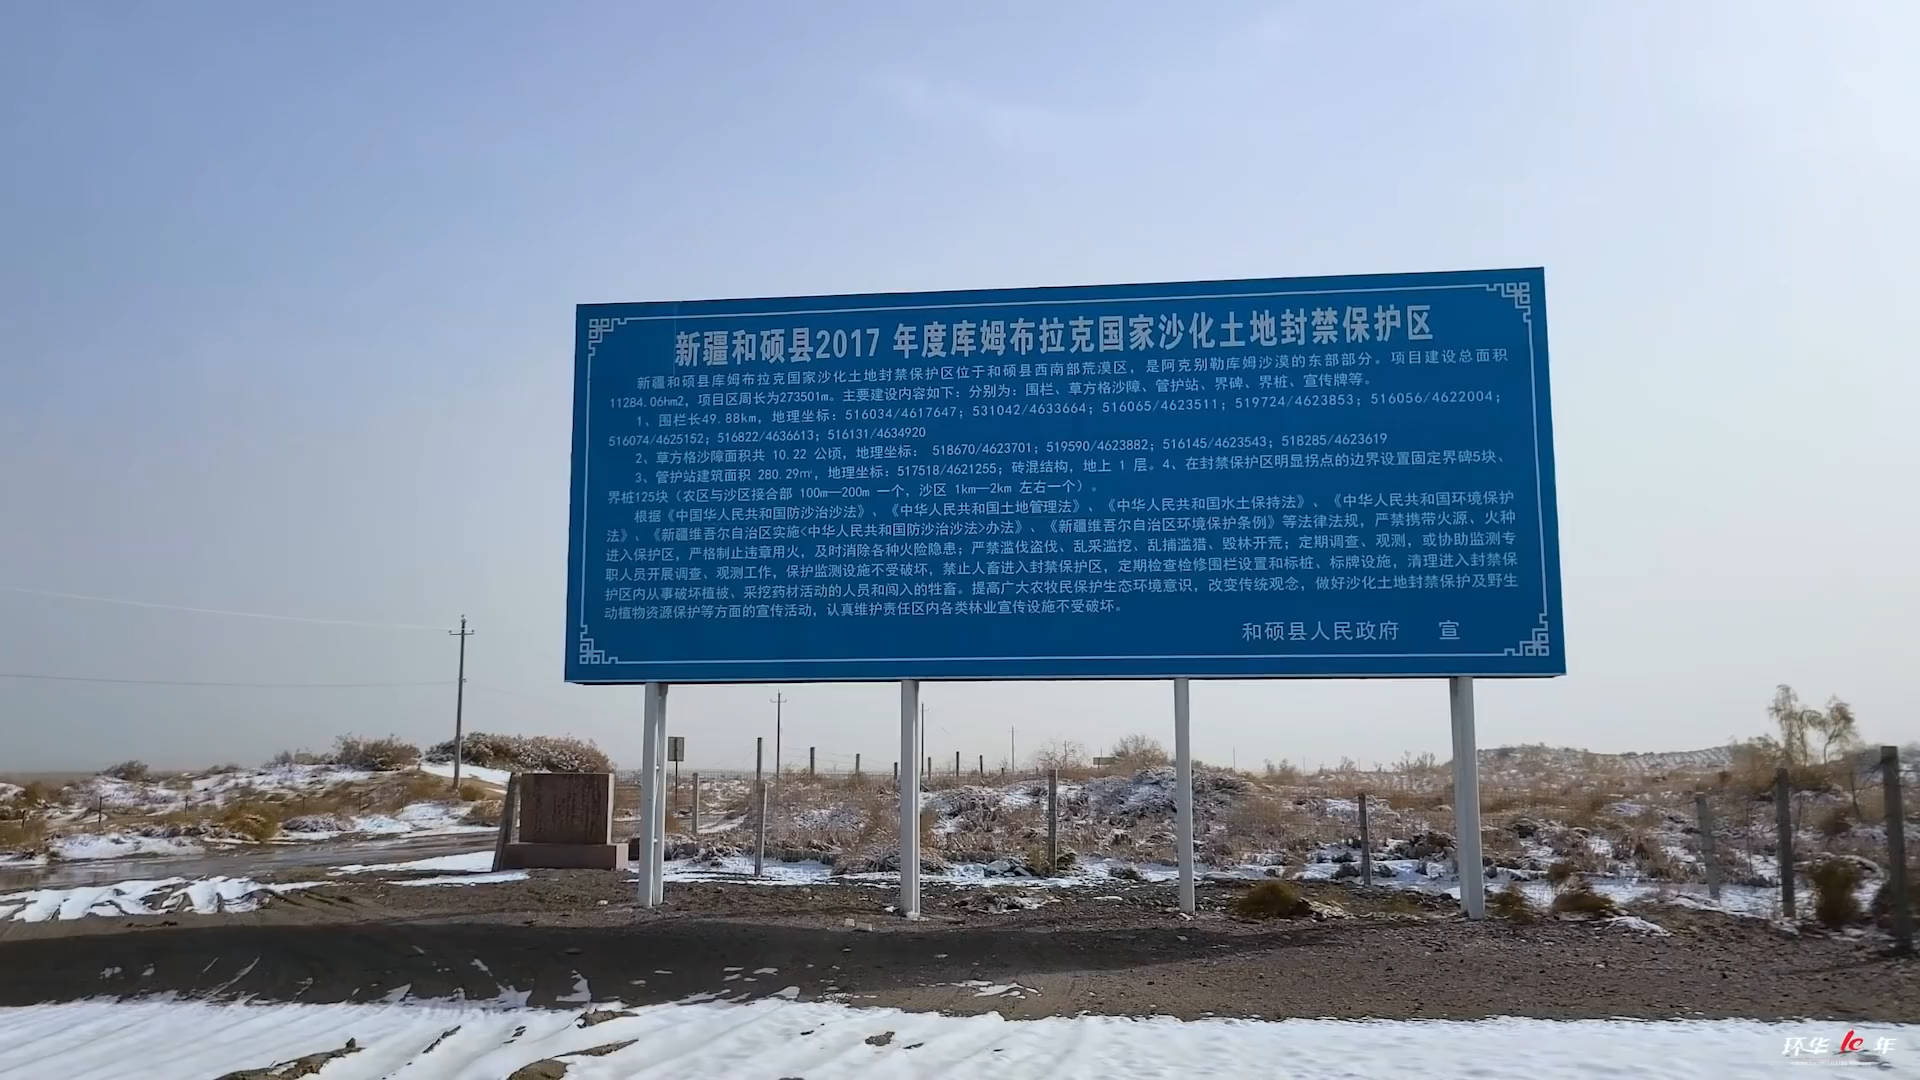 新疆和硕县2017 年度库姆布拉克国家沙化土地封禁保护区
新疆和硕县库姆布拉克国家沙化土地封禁保护区位于和硕县西南部荒漠区，是阿克别勒库姆沙漠的东部部分。项目建设总面积
11284.06hm2，项目区周长为273501m。主要建设内容如下：分别为：围栏、草方格沙障、管护站、界碑、界桩、宣传牌等。
1、围栏长49.88km，地理坐标：516034/4617647；531042/4633664；516065/4623511；519724/4623853；516056/4622004；
516074/4625152；516822/4636613；516131/4634920
2、草方格沙障面积共 10.22 公顷，地理坐标： 518670/4623701；519590/4623882；516145/4623543；518285/4623619
3、管护站建筑面积 280.29㎡，地理坐标：517518/4621255；砖混结构，地上 1 层。4、在封禁保护区明显拐点的边界设置固定界碑5块、
界桩125块（农区与沙区接合部 100m—200m 一个，沙区 1km—2km 左右一个）。
根据《中国华人民共和国防沙治沙法》、《中华人民共和国土地管理法》、《中华人民共和国水土保持法》、《中华人民共和国环境保护
法》、《新疆维吾尔自治区实施<中华人民共和国防沙治沙法>办法》、《新疆维吾尔自治区环境保护条例》等法律法规，严禁携带火源、火种
进入保护区，严格制止违章用火，及时消除各种火险隐患；严禁滥伐盗伐、乱采滥挖、乱捕滥猎、毁林开荒；定期调查、观测，或协助监测专
职人员开展调查、观测工作，保护监测设施不受破坏，禁止人畜进入封禁保护区，定期检查检修围栏设置和标桩、标牌设施，清理进入封禁保
护区内从事破坏植被、采挖药材活动的人员和闯入的牲畜。提高广大农牧民保护生态环境意识，改变传统观念，做好沙化土地封禁保护及野生
动植物资源保护等方面的宣传活动，认真维护责任区内各类林业宣传设施不受破坏。
和硕县人民政府 宣
环华10年